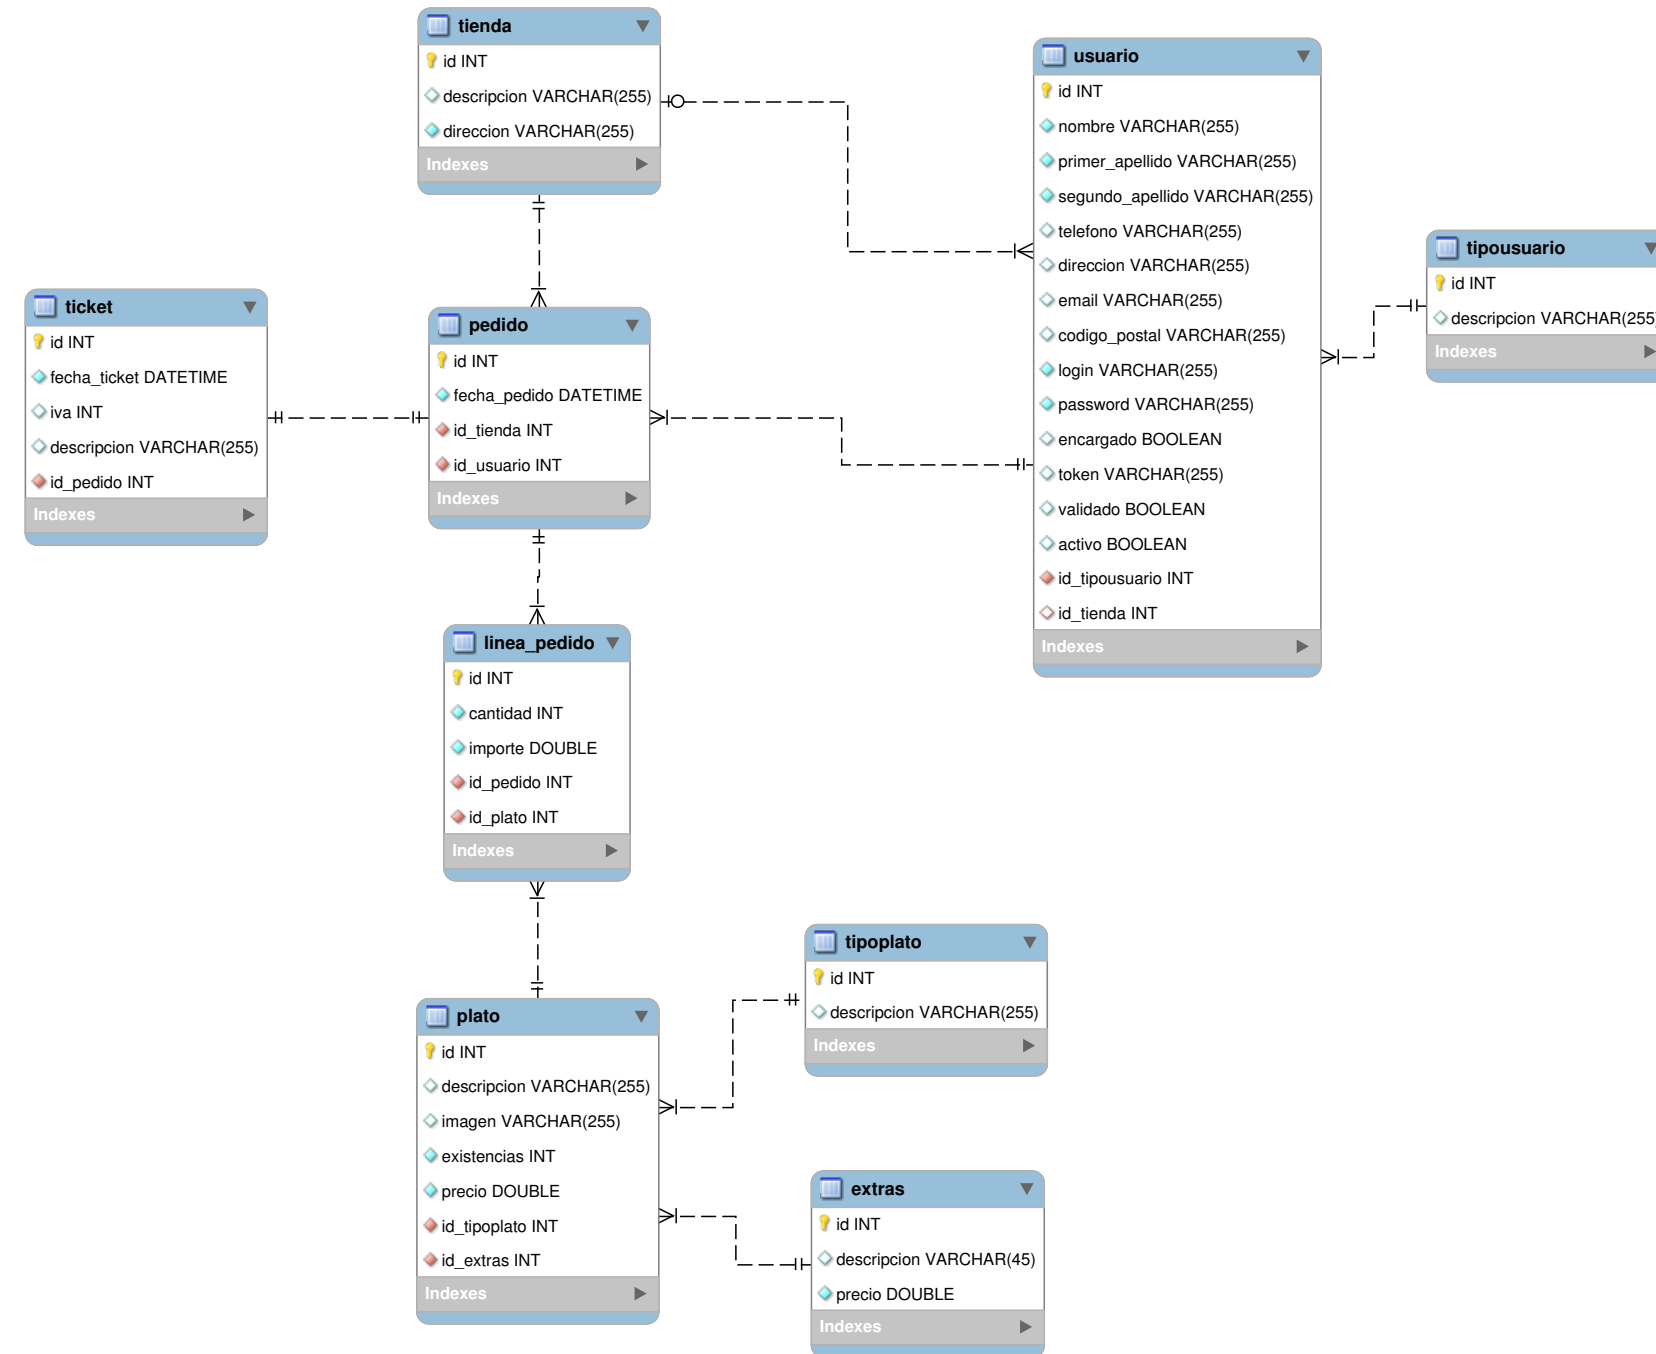 tienda
id INT
descripcion VARCHAR(255)
direccion VARCHAR(255)
Indexes
usuario
id INT
nombre VARCHAR(255)
primer_apellido VARCHAR(255)
segundo_apellido VARCHAR(255)
telefono VARCHAR(255)
direccion VARCHAR(255)
email VARCHAR(255)
codigo_postal VARCHAR(255)
login VARCHAR(255)
password VARCHAR(255)
encargado BOOLEAN
token VARCHAR(255)
validado BOOLEAN
activo BOOLEAN
id_tipousuario INT
id_tienda INT
Indexes
tipousuario
id INT
descripcion VARCHAR(255)
Indexes
ticket
id INT
fecha_ticket DATETIME
iva INT
descripcion VARCHAR(255)
id_pedido INT
Indexes
pedido
id INT
fecha_pedido DATETIME
id_tienda INT
id_usuario INT
Indexes
linea_pedido
id INT
cantidad INT
importe DOUBLE
id_pedido INT
id_plato INT
Indexes
tipoplato
id INT
descripcion VARCHAR(255)
Indexes
plato
id INT
descripcion VARCHAR(255)
imagen VARCHAR(255)
existencias INT
precio DOUBLE
id_tipoplato INT
id_extras INT
Indexes
extras
id INT
descripcion VARCHAR(45)
precio DOUBLE
Indexes